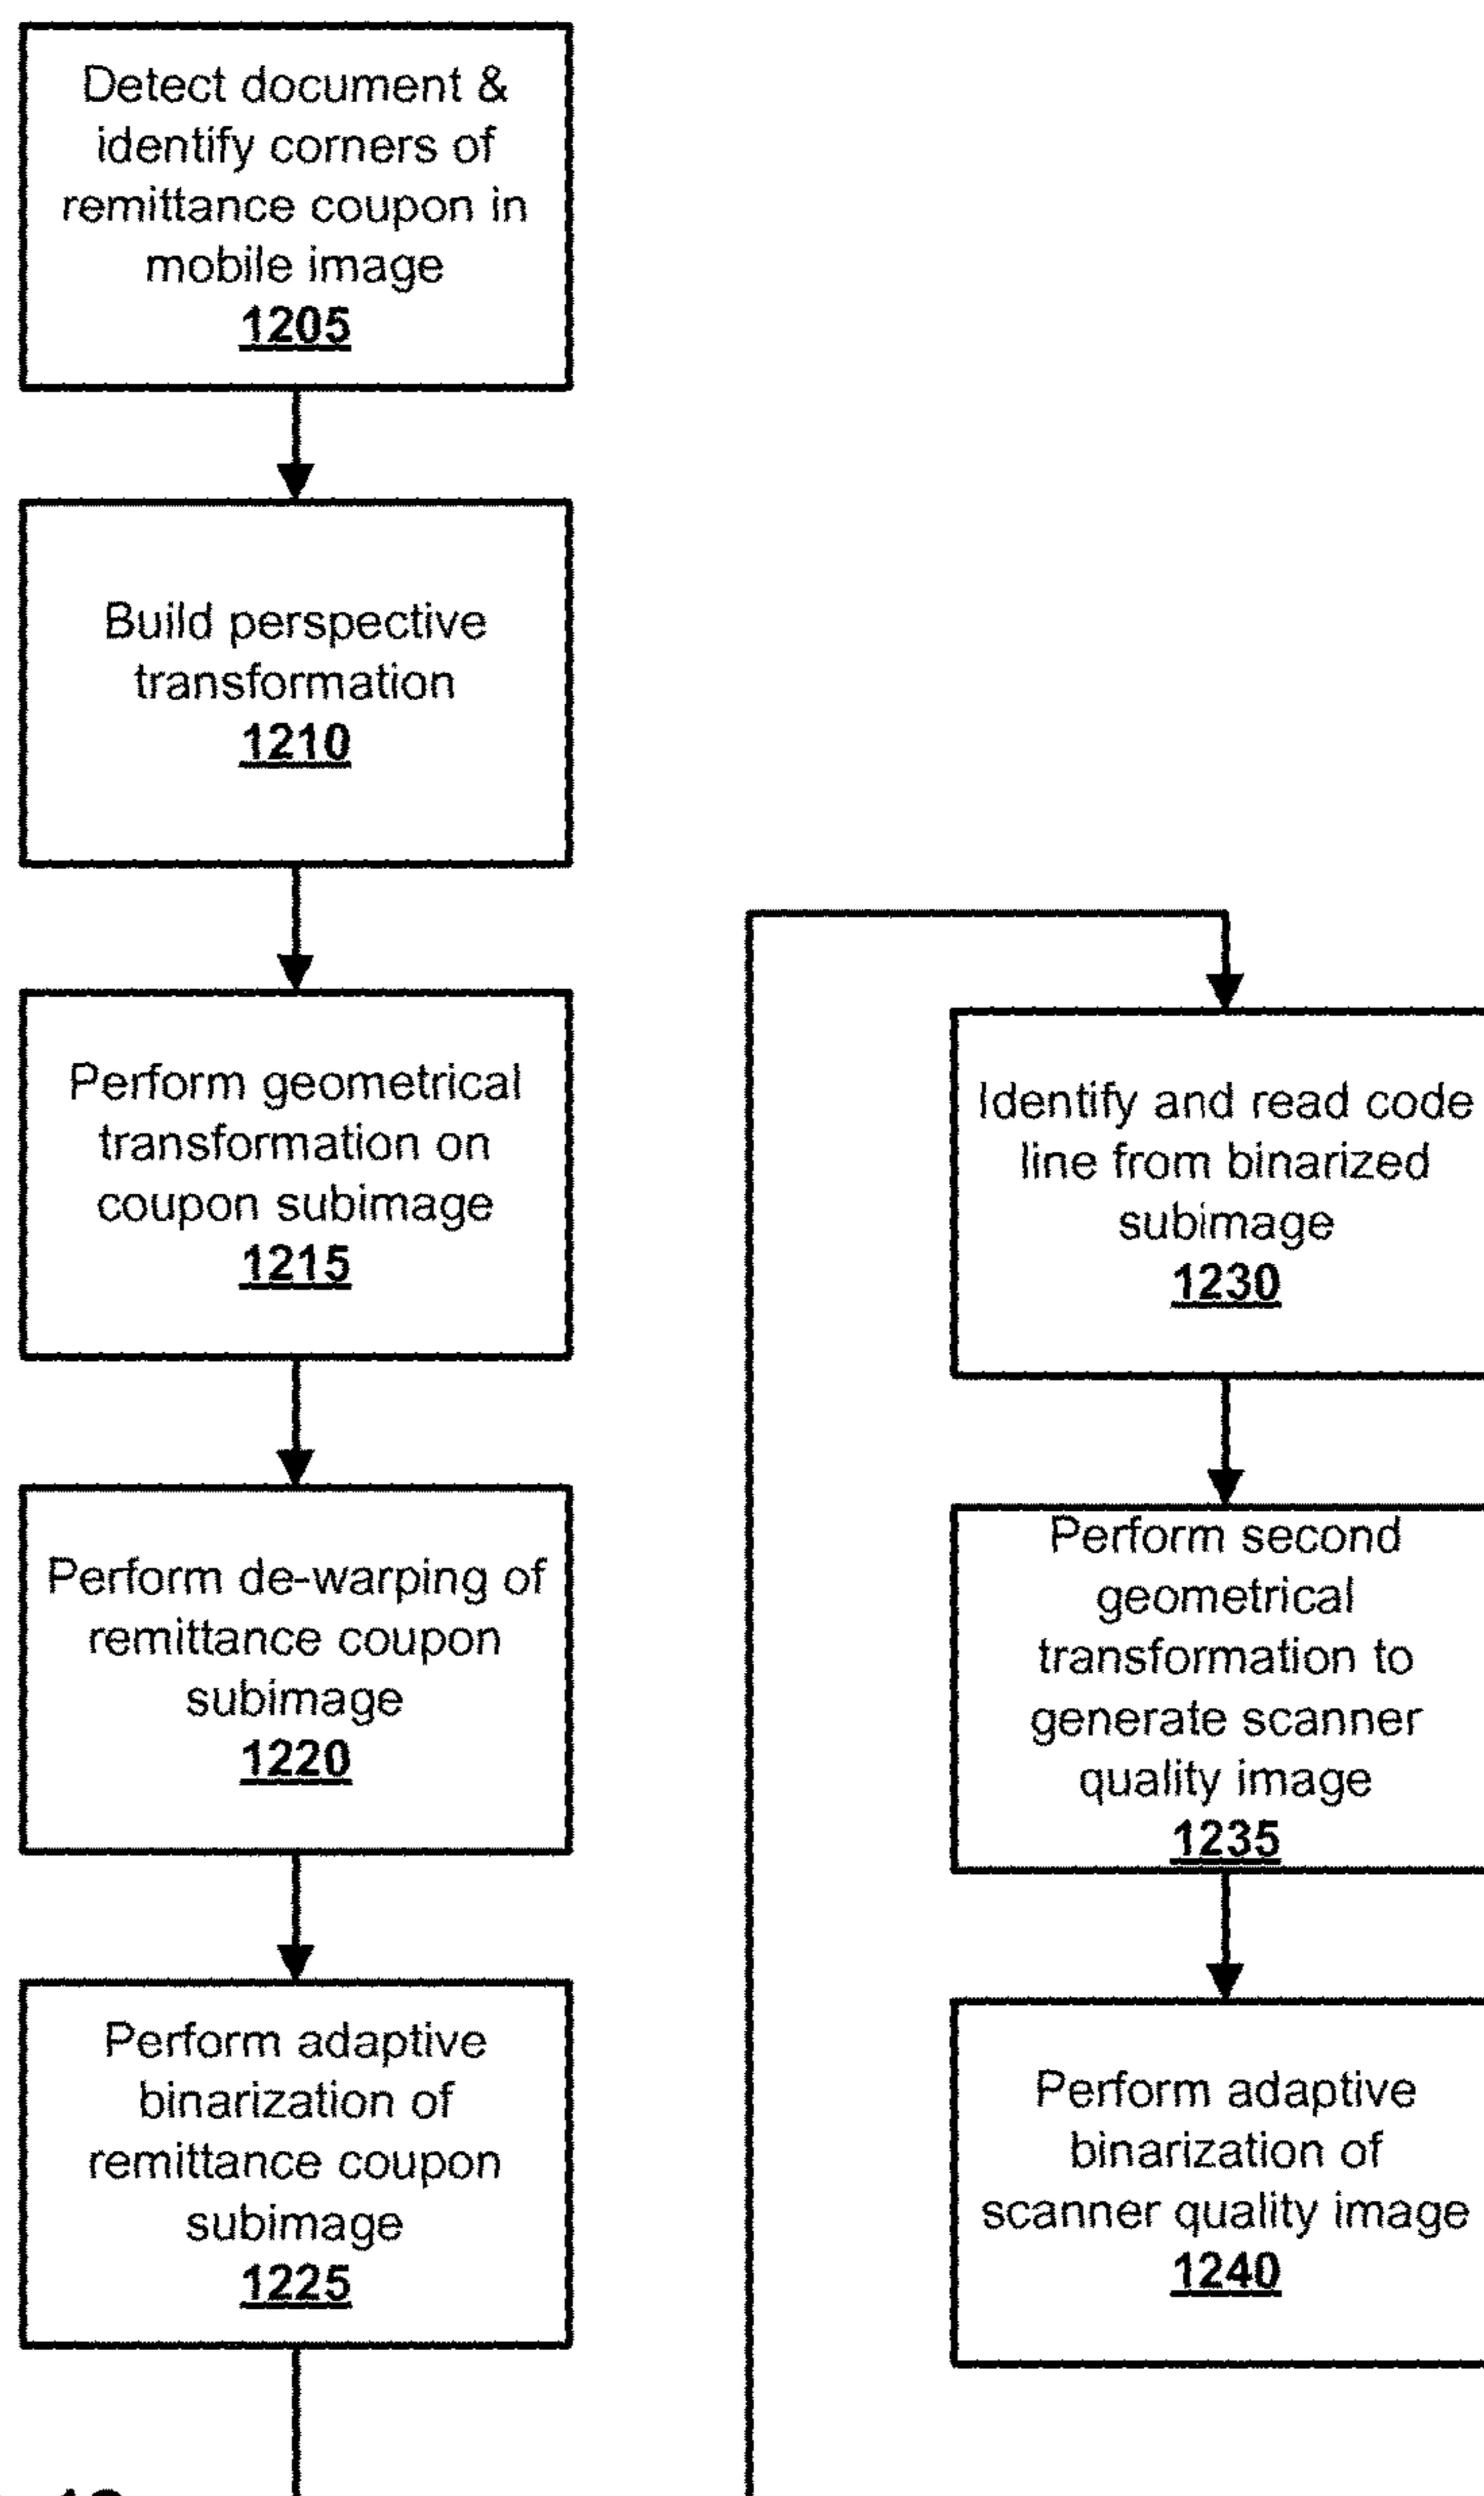 Detect document &
identify corners of
remittance coupon in
mobile image
1205
Build perspective
transformation
1210
Perform geometrical
transformation on
coupon subimage
1215
Perform de-warping of
remittance coupon
subimage
1220
Perform adaptive
binarization of
remittance coupon
subimage
1225
Identify and read code
line from binarized
subimage
1230
Perform second
geometrical
transformation to
generate scanner
quality image
1235
Perform adaptive
binarization of
scanner quality image
1240